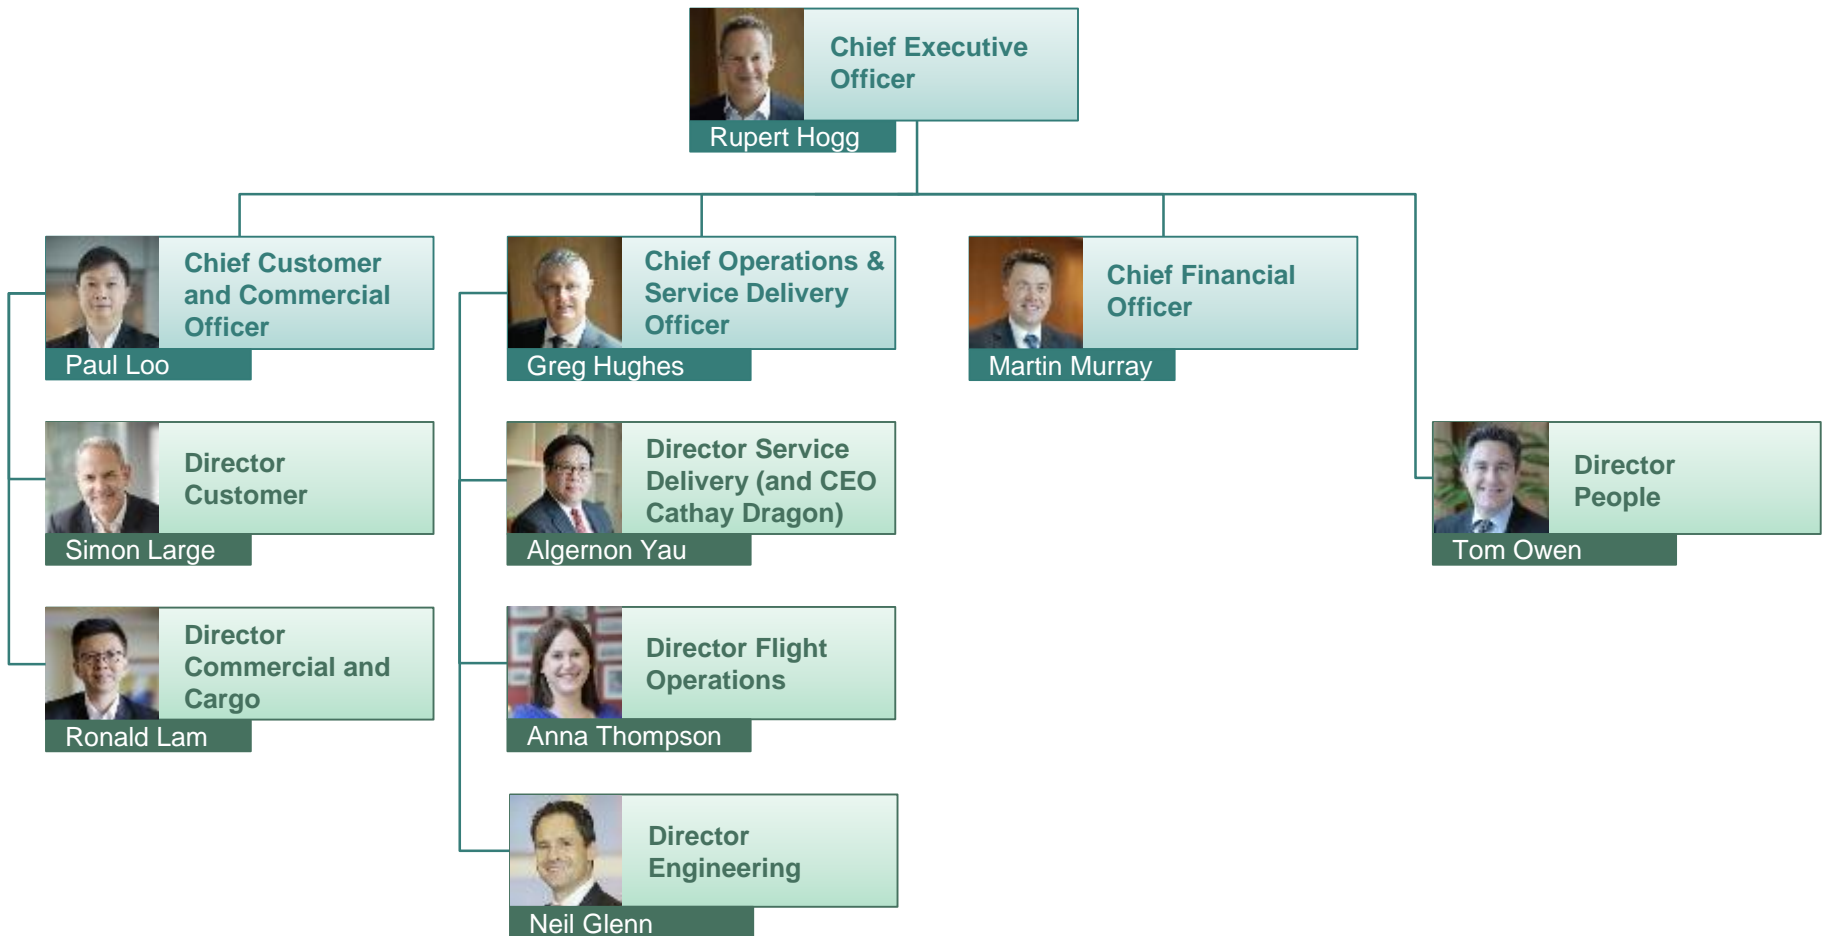 Chief Executive
Officer
Rupert Hogg
Chief Customer
and Commercial
Officer
Paul Loo
Chief Operations &
Service Delivery
Officer
Greg Hughes
Chief Financial
Officer
Martin Murray
Director
Customer
Simon Large
Director Service
Delivery (and CEO
Cathay Dragon)
Algernon Yau
Director
People
Tom Owen
Director
Commercial and
Cargo
Ronald Lam
Director Flight
Operations
Anna Thompson
Director
Engineering
Neil Glenn